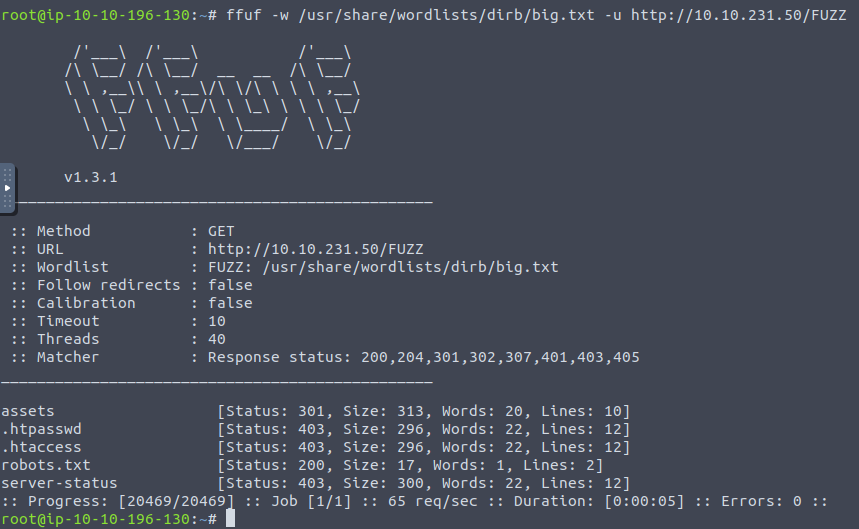 root@ip-10-10-196-130:~# ffuf -w /usr/share/wordlists/dirb/big.txt -u http://10.10.231.50/FUZZ
        /'___\  /'___\           /'___\
       /\ \__/ /\ \__/  __  __  /\ \__/
       \ \ ,__\\ \ ,__\/\ \/\ \ \ \ ,__\
        \ \ \_/ \ \ \_/\ \ \_\ \ \ \ \_/
         \ \_\   \ \_\  \ \____/  \ \_\
          \/_/    \/_/   \/___/    \/_/
       v1.3.1
________________________________________________
 :: Method           : GET
 :: URL              : http://10.10.231.50/FUZZ
 :: Wordlist         : FUZZ: /usr/share/wordlists/dirb/big.txt
 :: Follow redirects : false
 :: Calibration      : false
 :: Timeout          : 10
 :: Threads          : 40
 :: Matcher          : Response status: 200,204,301,302,307,401,403,405
________________________________________________
assets                  [Status: 301, Size: 313, Words: 20, Lines: 10]
.htpasswd               [Status: 403, Size: 296, Words: 22, Lines: 12]
.htaccess               [Status: 403, Size: 296, Words: 22, Lines: 12]
robots.txt              [Status: 200, Size: 17, Words: 1, Lines: 2]
server-status           [Status: 403, Size: 300, Words: 22, Lines: 12]
:: Progress: [20469/20469] :: Job [1/1] :: 65 req/sec :: Duration: [0:00:05] :: Errors: 0 ::
root@ip-10-10-196-130:~#